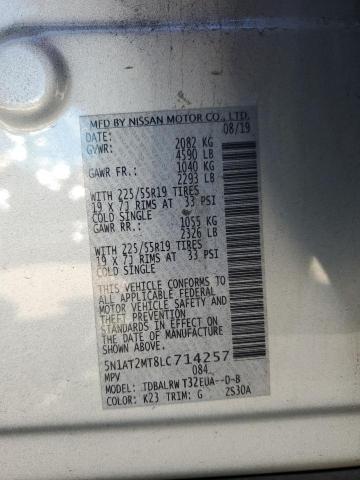 MFD BY NISSAN MOTOR CO., LTD.
DATE: 08/19
GVWR: 2082 KG
4590 LB
GAWR FR.: 1040 KG
2293 LB
WITH 225/55R19 TIRES
19 X 7J RIMS AT 33 PSI
COLD SINGLE
GAWR RR.: 1055 KG
2326 LB
WITH 225/55R19 TIRES
19 X 7J RIMS AT 33 PSI
COLD SINGLE
THIS VEHICLE CONFORMS TO
ALL APPLICABLE FEDERAL
MOTOR VEHICLE SAFETY AND
THEFT PREVENTION
STANDARDS IN EFFECT ON
THE DATE OF MANUFACTURE
SHOWN ABOVE.
5N1AT2MT8LC714257
MPV 084
MODEL: TDBALRW T32EUA--D-B
COLOR: K23 TRIM: G 2S30A